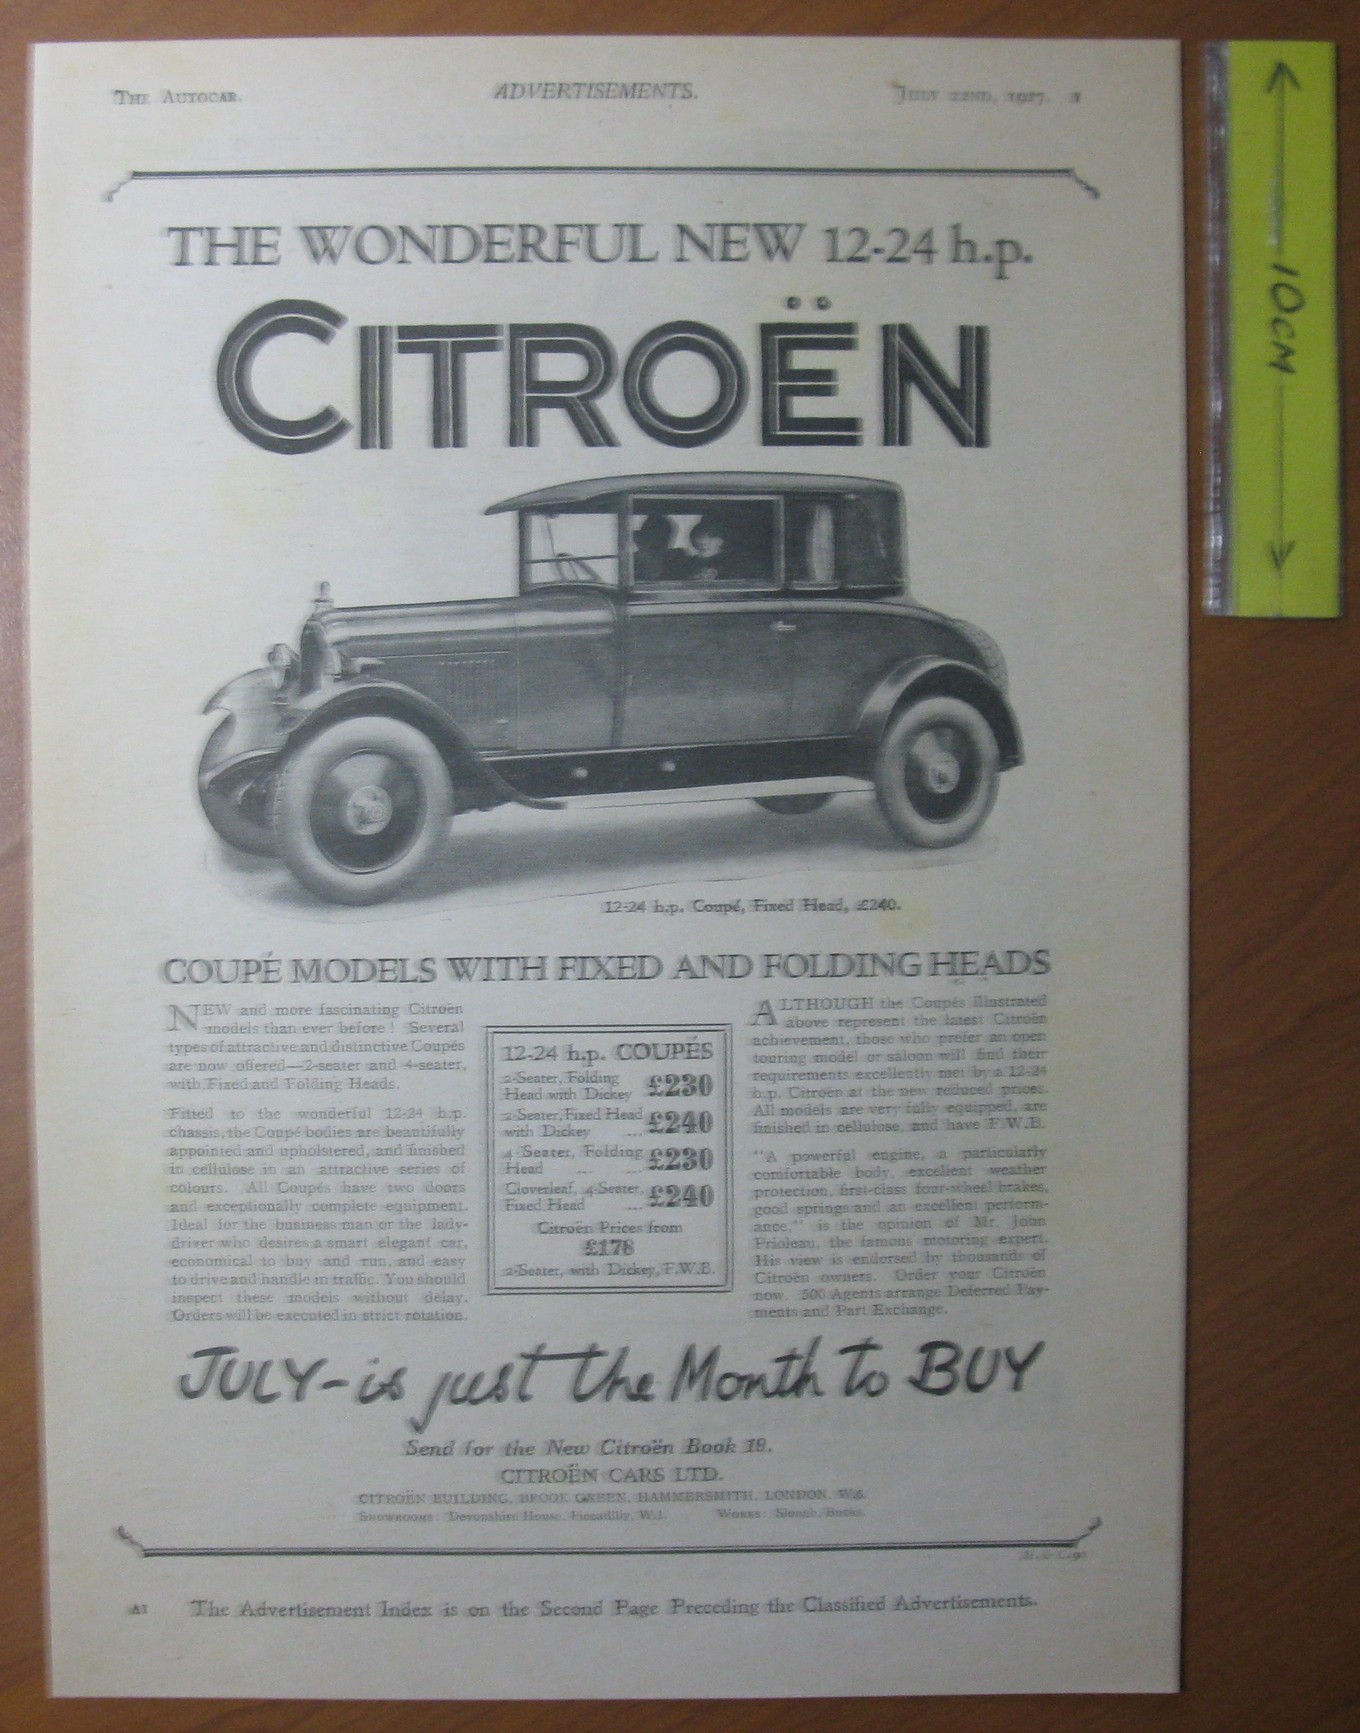 THE AUTOCAR.
ADVERTISEMENTS.
JULY 22ND, 1927.
THE WONDERFUL NEW 12-24 h.p.
CITROËN
12-24 h.p. Coupé, Fixed Head, £240.
COUPÉ MODELS WITH FIXED AND FOLDING HEADS
NEW and more fascinating Citroën
models than ever before! Several
types of attractive and distinctive Coupés
are now offered—2-seater and 4-seater,
with Fixed and Folding Heads.
Fitted to the wonderful 12-24 h.p.
chassis, the Coupé bodies are beautifully
appointed and upholstered, and finished
in cellulose in an attractive series of
colours. All Coupés have two doors
and exceptionally complete equipment.
Ideal for the business man or the lady-
driver who desires a smart elegant car,
economical to buy and run, and easy
to drive and handle in traffic. You should
inspect these models without delay.
Orders will be executed in strict rotation.
12-24 h.p. COUPÉS
2-Seater, Folding
Head with Dickey £230
2-Seater, Fixed Head
with Dickey ... £240
4-Seater, Folding
Head ... ... £230
Cloverleaf, 4-Seater,
Fixed Head ... £240
Citroën Prices from
£178
2-Seater, with Dickey, F.W.B.
ALTHOUGH the Coupés illustrated
above represent the latest Citroën
achievement, those who prefer an open
touring model or saloon will find their
requirements excellently met by a 12-24
h.p. Citroën at the new reduced prices.
All models are very fully equipped, are
finished in cellulose, and have F.W.B.
"A powerful engine, a particularly
comfortable body, excellent weather
protection, first-class four-wheel brakes,
good springs and an excellent perform-
ance," is the opinion of Mr. John
Prioleau, the famous motoring expert.
His view is endorsed by thousands of
Citroën owners. Order your Citroën
now. 500 Agents arrange Deferred Pay-
ments and Part Exchange.
JULY - is just the Month to BUY
Send for the New Citroën Book 19.
CITROËN CARS LTD.
CITROËN BUILDING, BROOK GREEN, HAMMERSMITH, LONDON, W.6.
SHOWROOMS: Devonshire House, Piccadilly, W.1. WORKS: Slough, Bucks.
A1 The Advertisement Index is on the Second Page Preceding the Classified Advertisements.
10CM